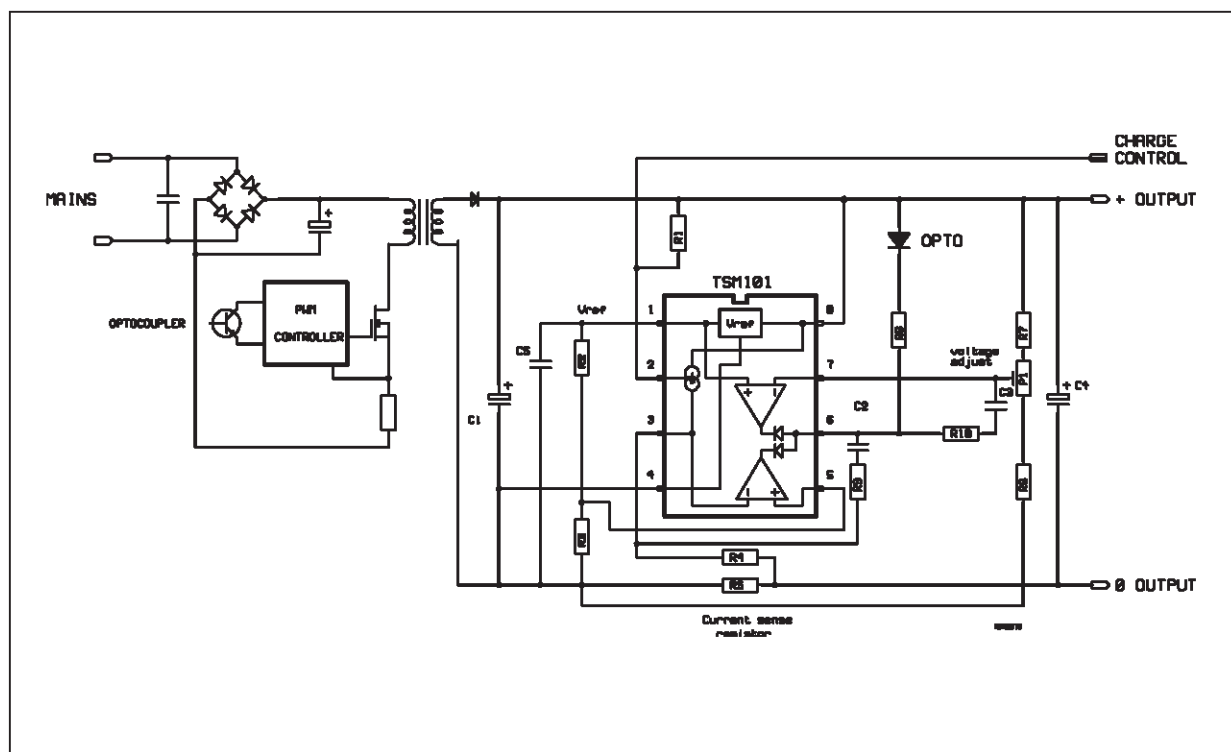 CHARGE
CONTROL
MAINS
+ OUTPUT
+
R1
OPTO
TSM101
OPTOCOUPLER
PWM
CONTROLLER
Vref
1
Vref
8
R6
R7
C5
R2
2
7
voltage
adjust
P1
C3
C4
+
+
C1
+
-
3
C2
6
R10
4
-
+
5
R9
R8
R3
R4
R5
0 OUTPUT
Current sense
resistor